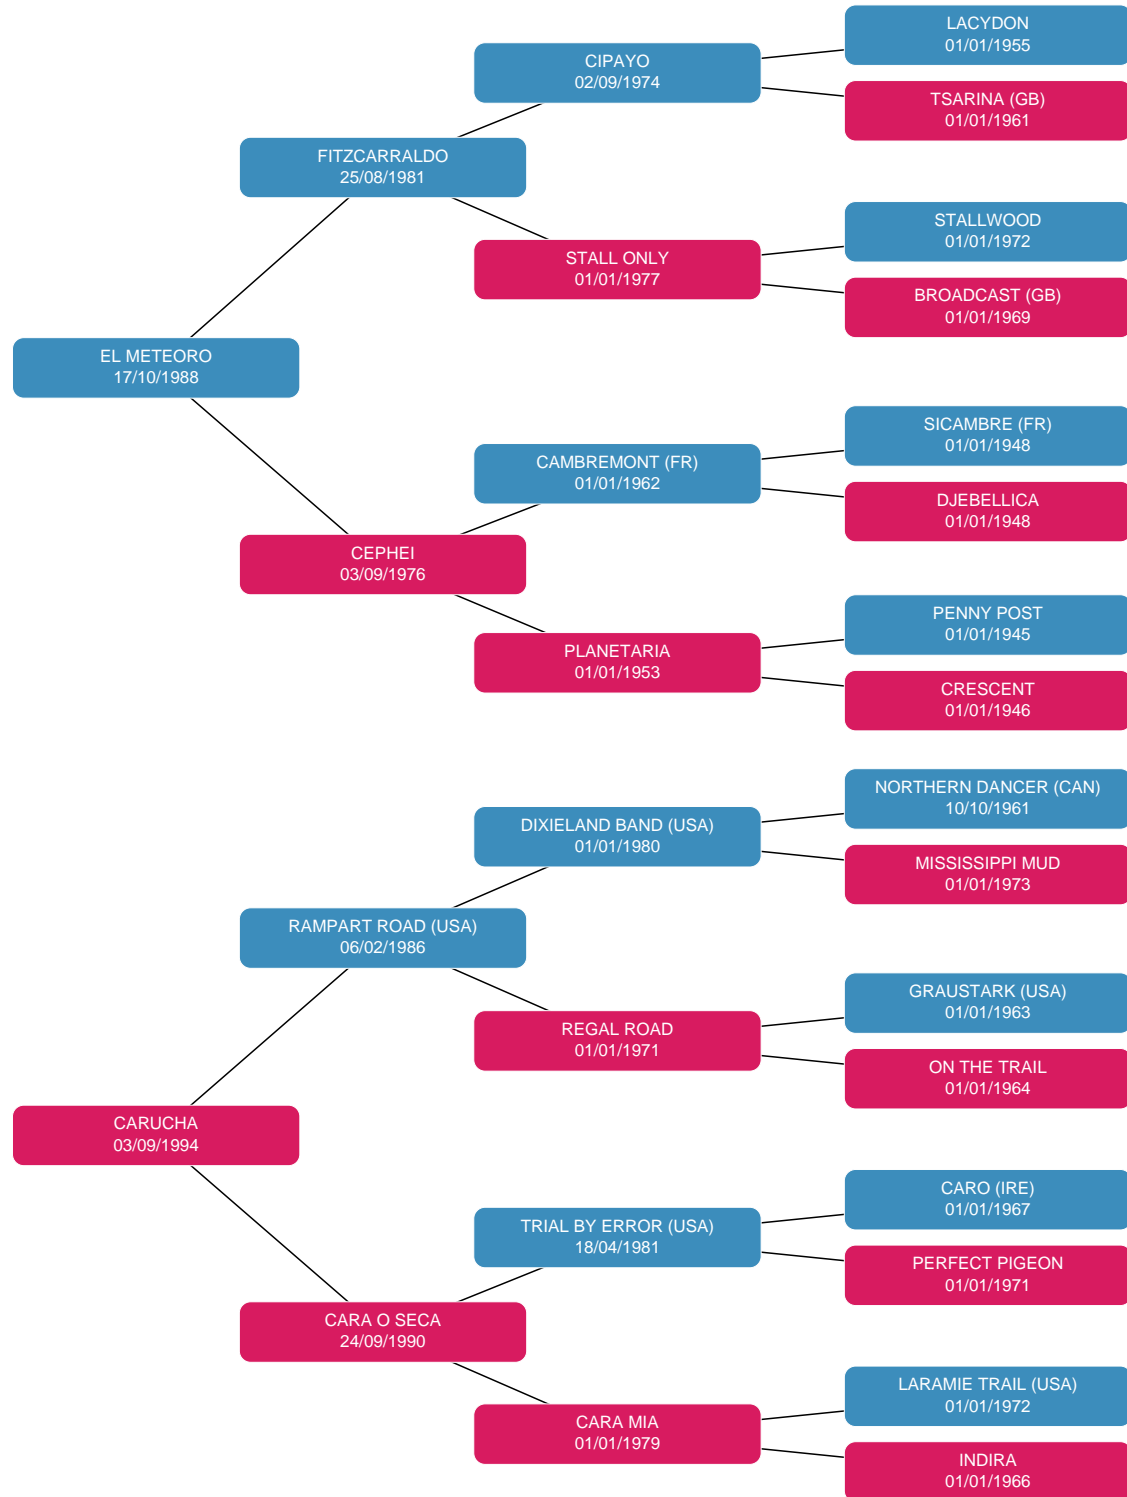 LACYDON
01/01/1955
CIPAYO
02/09/1974
TSARINA (GB)
01/01/1961
FITZCARRALDO
25/08/1981
STALLWOOD
01/01/1972
STALL ONLY
01/01/1977
BROADCAST (GB)
01/01/1969
EL METEORO
17/10/1988
SICAMBRE (FR)
01/01/1948
CAMBREMONT (FR)
01/01/1962
DJEBELLICA
01/01/1948
CEPHEI
03/09/1976
PENNY POST
01/01/1945
PLANETARIA
01/01/1953
CRESCENT
01/01/1946
NORTHERN DANCER (CAN)
10/10/1961
DIXIELAND BAND (USA)
01/01/1980
MISSISSIPPI MUD
01/01/1973
RAMPART ROAD (USA)
06/02/1986
GRAUSTARK (USA)
01/01/1963
REGAL ROAD
01/01/1971
ON THE TRAIL
01/01/1964
CARUCHA
03/09/1994
CARO (IRE)
01/01/1967
TRIAL BY ERROR (USA)
18/04/1981
PERFECT PIGEON
01/01/1971
CARA O SECA
24/09/1990
LARAMIE TRAIL (USA)
01/01/1972
CARA MIA
01/01/1979
INDIRA
01/01/1966